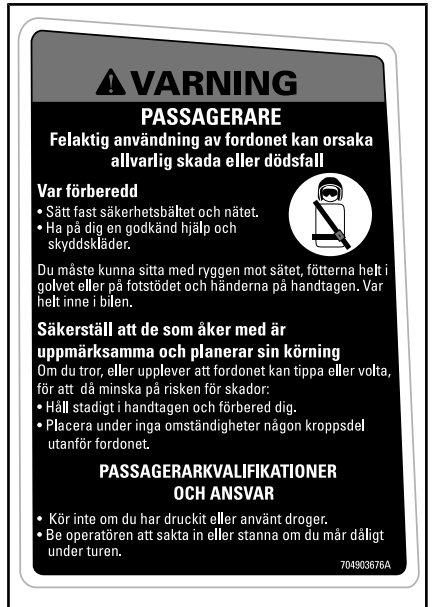 VARNING
PASSAGERARE
Felaktig användning av fordonet kan orsaka
allvarlig skada eller dödsfall
Var förberedd
• Sätt fast säkerhetsbältet och nätet.
• Ha på dig en godkänd hjälp och
skyddskläder.
Du måste kunna sitta med ryggen mot sätet, fötterna helt i
golvet eller på fotstödet och händerna på handtagen. Var
helt inne i bilen.
Säkerställ att de som åker med är
uppmärksamma och planerar sin körning
Om du tror, eller upplever att fordonet kan tippa eller volta,
för att då minska på risken för skador:
• Håll stadigt i handtagen och förbered dig.
• Placera under inga omständigheter någon kroppsdel
utanför fordonet.
PASSAGERARKVALIFIKATIONER
OCH ANSVAR
• Kör inte om du har druckit eller använt droger.
• Be operatören att sakta in eller stanna om du mår dåligt
under turen.
704903676A